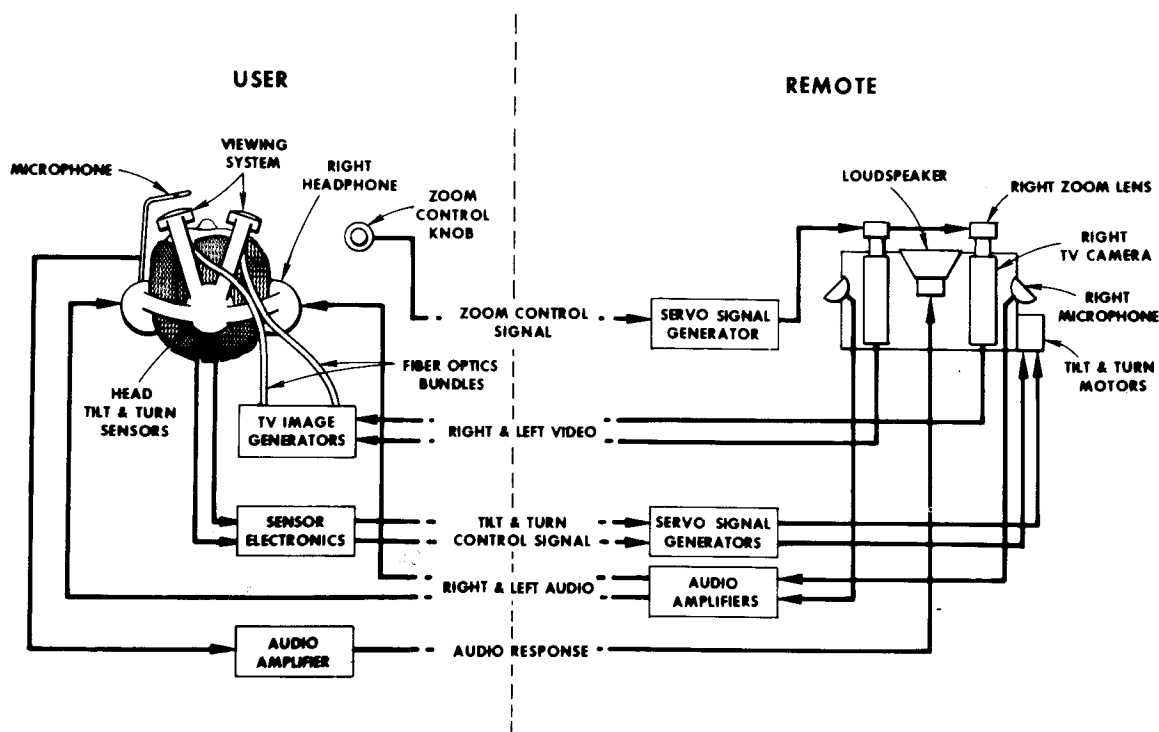 USER
REMOTE
MICROPHONE
VIEWING
SYSTEM
RIGHT
HEADPHONE
ZOOM
CONTROL
KNOB
LOUDSPEAKER
RIGHT ZOOM LENS
RIGHT
TV CAMERA
RIGHT
MICROPHONE
TILT & TURN
MOTORS
ZOOM CONTROL
SIGNAL
SERVO SIGNAL
GENERATOR
HEAD
TILT & TURN
SENSORS
FIBER OPTICS
BUNDLES
TV IMAGE
GENERATORS
RIGHT & LEFT VIDEO
SENSOR
ELECTRONICS
TILT & TURN
CONTROL SIGNAL
SERVO SIGNAL
GENERATORS
RIGHT & LEFT AUDIO
AUDIO
AMPLIFIERS
AUDIO
AMPLIFIER
AUDIO RESPONSE